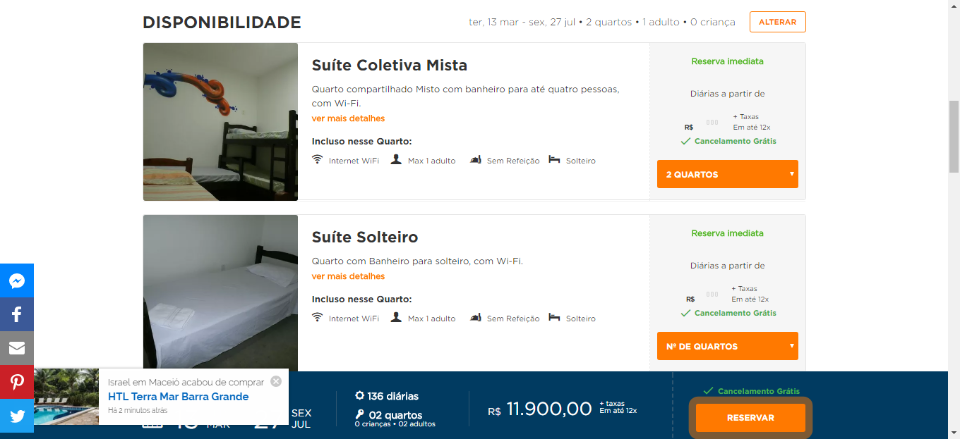 DISPONIBILIDADE
ter, 13 mar - sex, 27 jul • 2 quartos • 1 adulto • 0 criança
ALTERAR
Suíte Coletiva Mista
Quarto compartilhado Misto com banheiro para até quatro pessoas,
com Wi-Fi.
ver mais detalhes
Incluso nesse Quarto:
Internet WiFi
Max 1 adulto
Sem Refeição
Solteiro
Reserva imediata
Diárias a partir de
R$
+ Taxas
Em até 12x
Cancelamento Grátis
2 QUARTOS
Suíte Solteiro
Quarto com Banheiro para solteiro, com Wi-Fi.
ver mais detalhes
Incluso nesse Quarto:
Internet WiFi
Max 1 adulto
Sem Refeição
Solteiro
Reserva imediata
Diárias a partir de
R$
+ Taxas
Em até 12x
Cancelamento Grátis
Nº DE QUARTOS
Israel em Maceió acabou de comprar
HTL Terra Mar Barra Grande
Há 2 minutos atrás
MAR
SEX
JUL
136 diárias
02 quartos
0 crianças • 02 adultos
R$ 11.900,00
+ taxas
Em até 12x
Cancelamento Grátis
RESERVAR